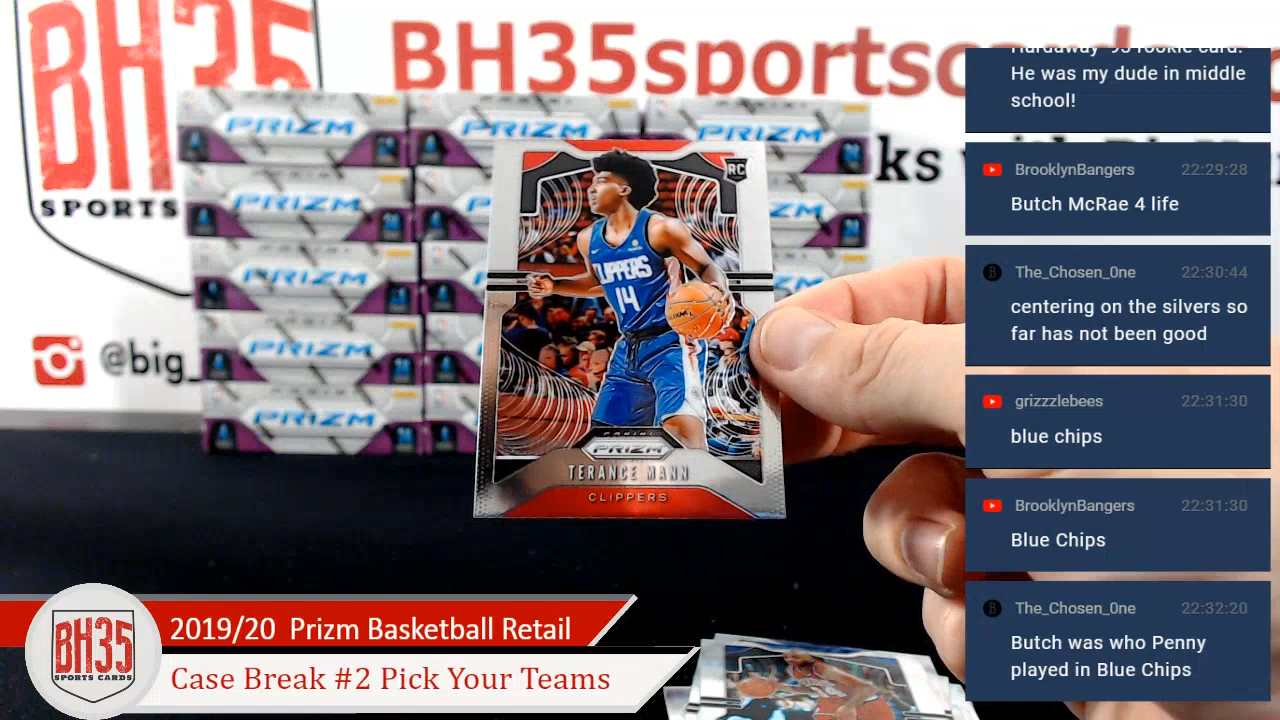 BH35
SPORTS
BH35sportsc
ks
@big_
PRIZM
PRIZM
PRIZM
PRIZM
PRIZM
PRIZM
PRIZM
PRIZM
RC
CLIPPERS
14
PANINI
PRIZM
TERANCE MANN
CLIPPERS
He was my dude in middle
school!
BrooklynBangers 22:29:28
Butch McRae 4 life
The_Chosen_0ne 22:30:44
centering on the silvers so
far has not been good
grizzzlebees 22:31:30
blue chips
BrooklynBangers 22:31:30
Blue Chips
The_Chosen_0ne 22:32:20
Butch was who Penny
played in Blue Chips
BH35
SPORTS CARDS
2019/20 Prizm Basketball Retail
Case Break #2 Pick Your Teams